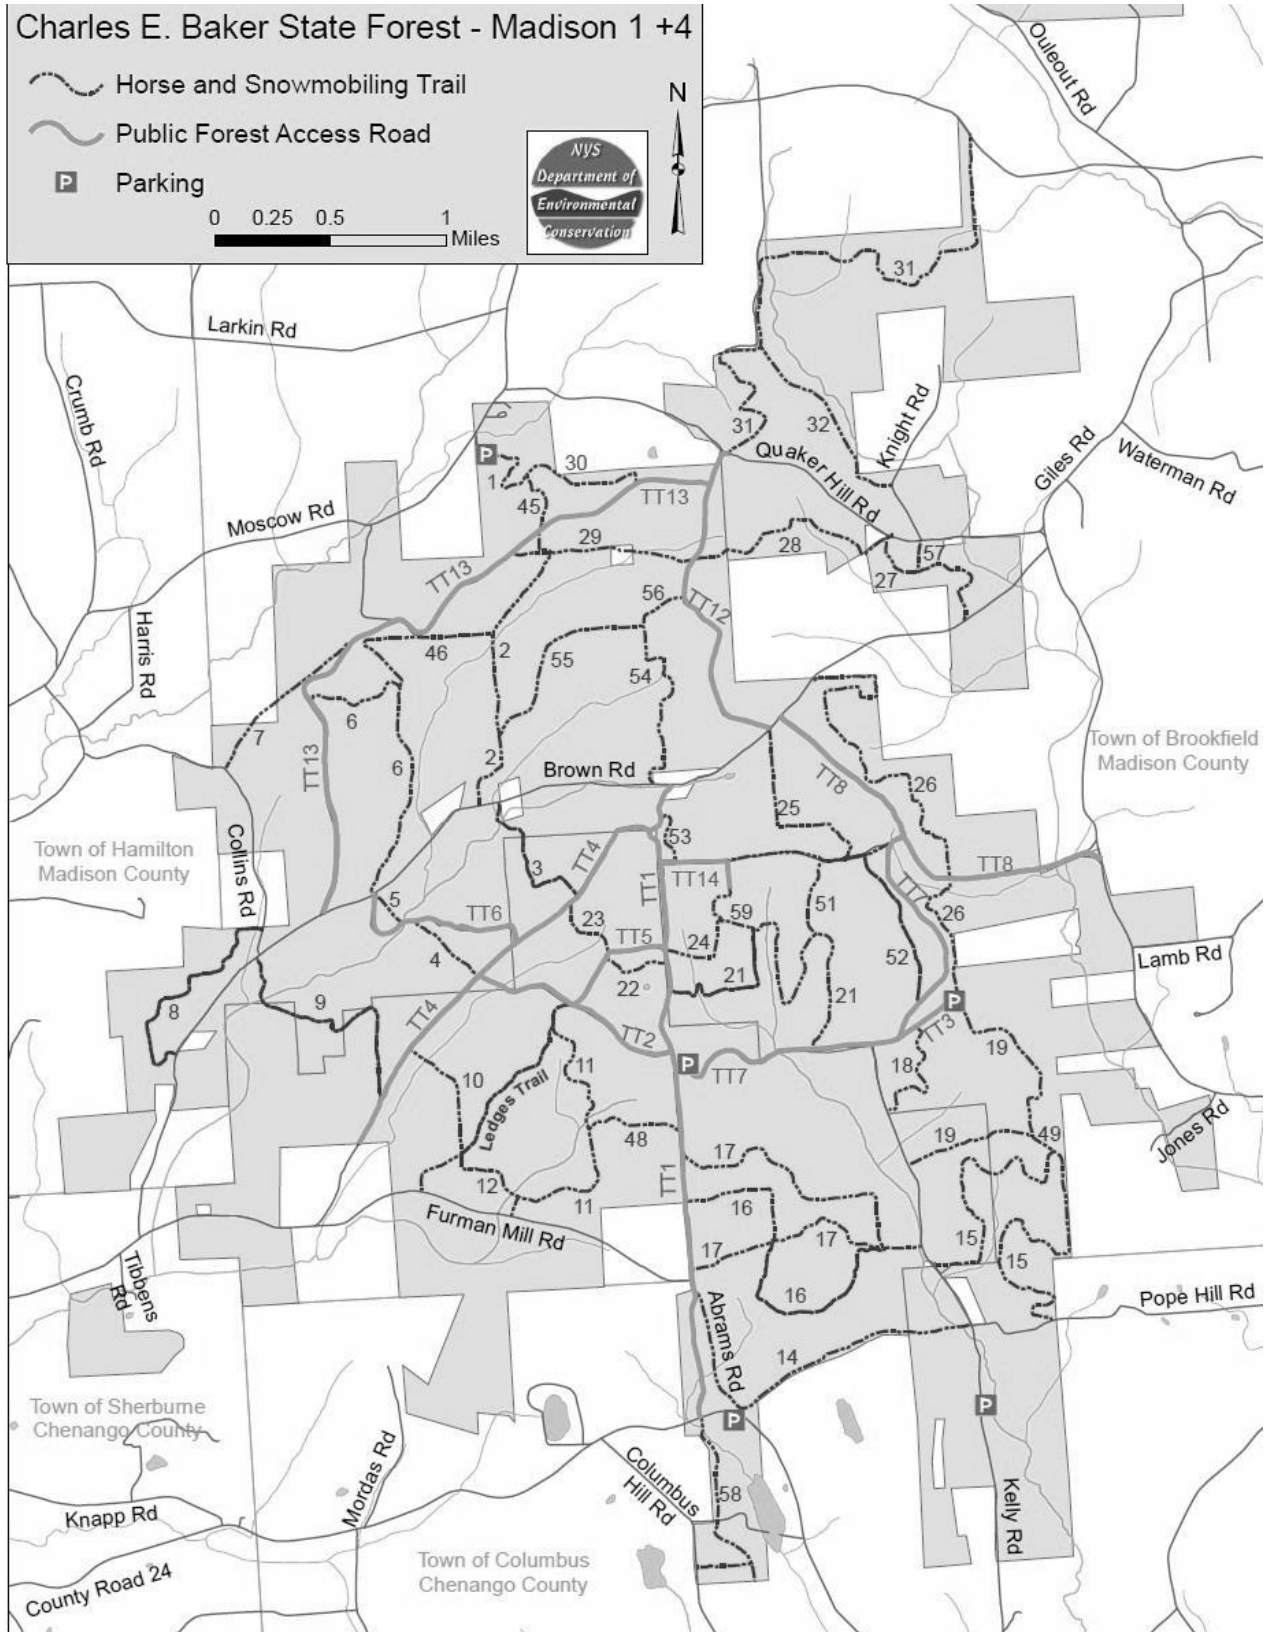 Charles E. Baker State Forest - Madison 1 +4
Horse and Snowmobiling Trail
Public Forest Access Road
P Parking
0 0.25 0.5 1
Miles
NYS
Department of
Environmental
Conservation
N
Ouleout Rd
31
Larkin Rd
Crumb Rd
Knight Rd
31
32
Quaker Hill Rd
Giles Rd
Waterman Rd
P
30
1
TT13
45
Moscow Rd
29
28
57
27
TT13
56
TT12
Harris Rd
46
2
55
54
6
7
TT13
6
2
Brown Rd
TT8
26
25
Town of Brookfield
Madison County
Town of Hamilton
Madison County
Collins Rd
3
TT4
53
TT1
TT14
TT7
TT8
5
TT6
23
59
51
26
TT5
24
4
52
Lamb Rd
22
21
21
8
9
TT4
TT2
P
TT3
P
TT7
18
19
10
Ledges Trail
11
48
17
19
49
Jones Rd
TT1
12
11
16
Furman Mill Rd
17
17
15
15
16
Tibbens
Rd
Abrams Rd
Pope Hill Rd
14
P
P
Town of Sherburne
Chenango County
Mordas Rd
Columbus
Hill Rd
58
Kelly Rd
Knapp Rd
County Road 24
Town of Columbus
Chenango County